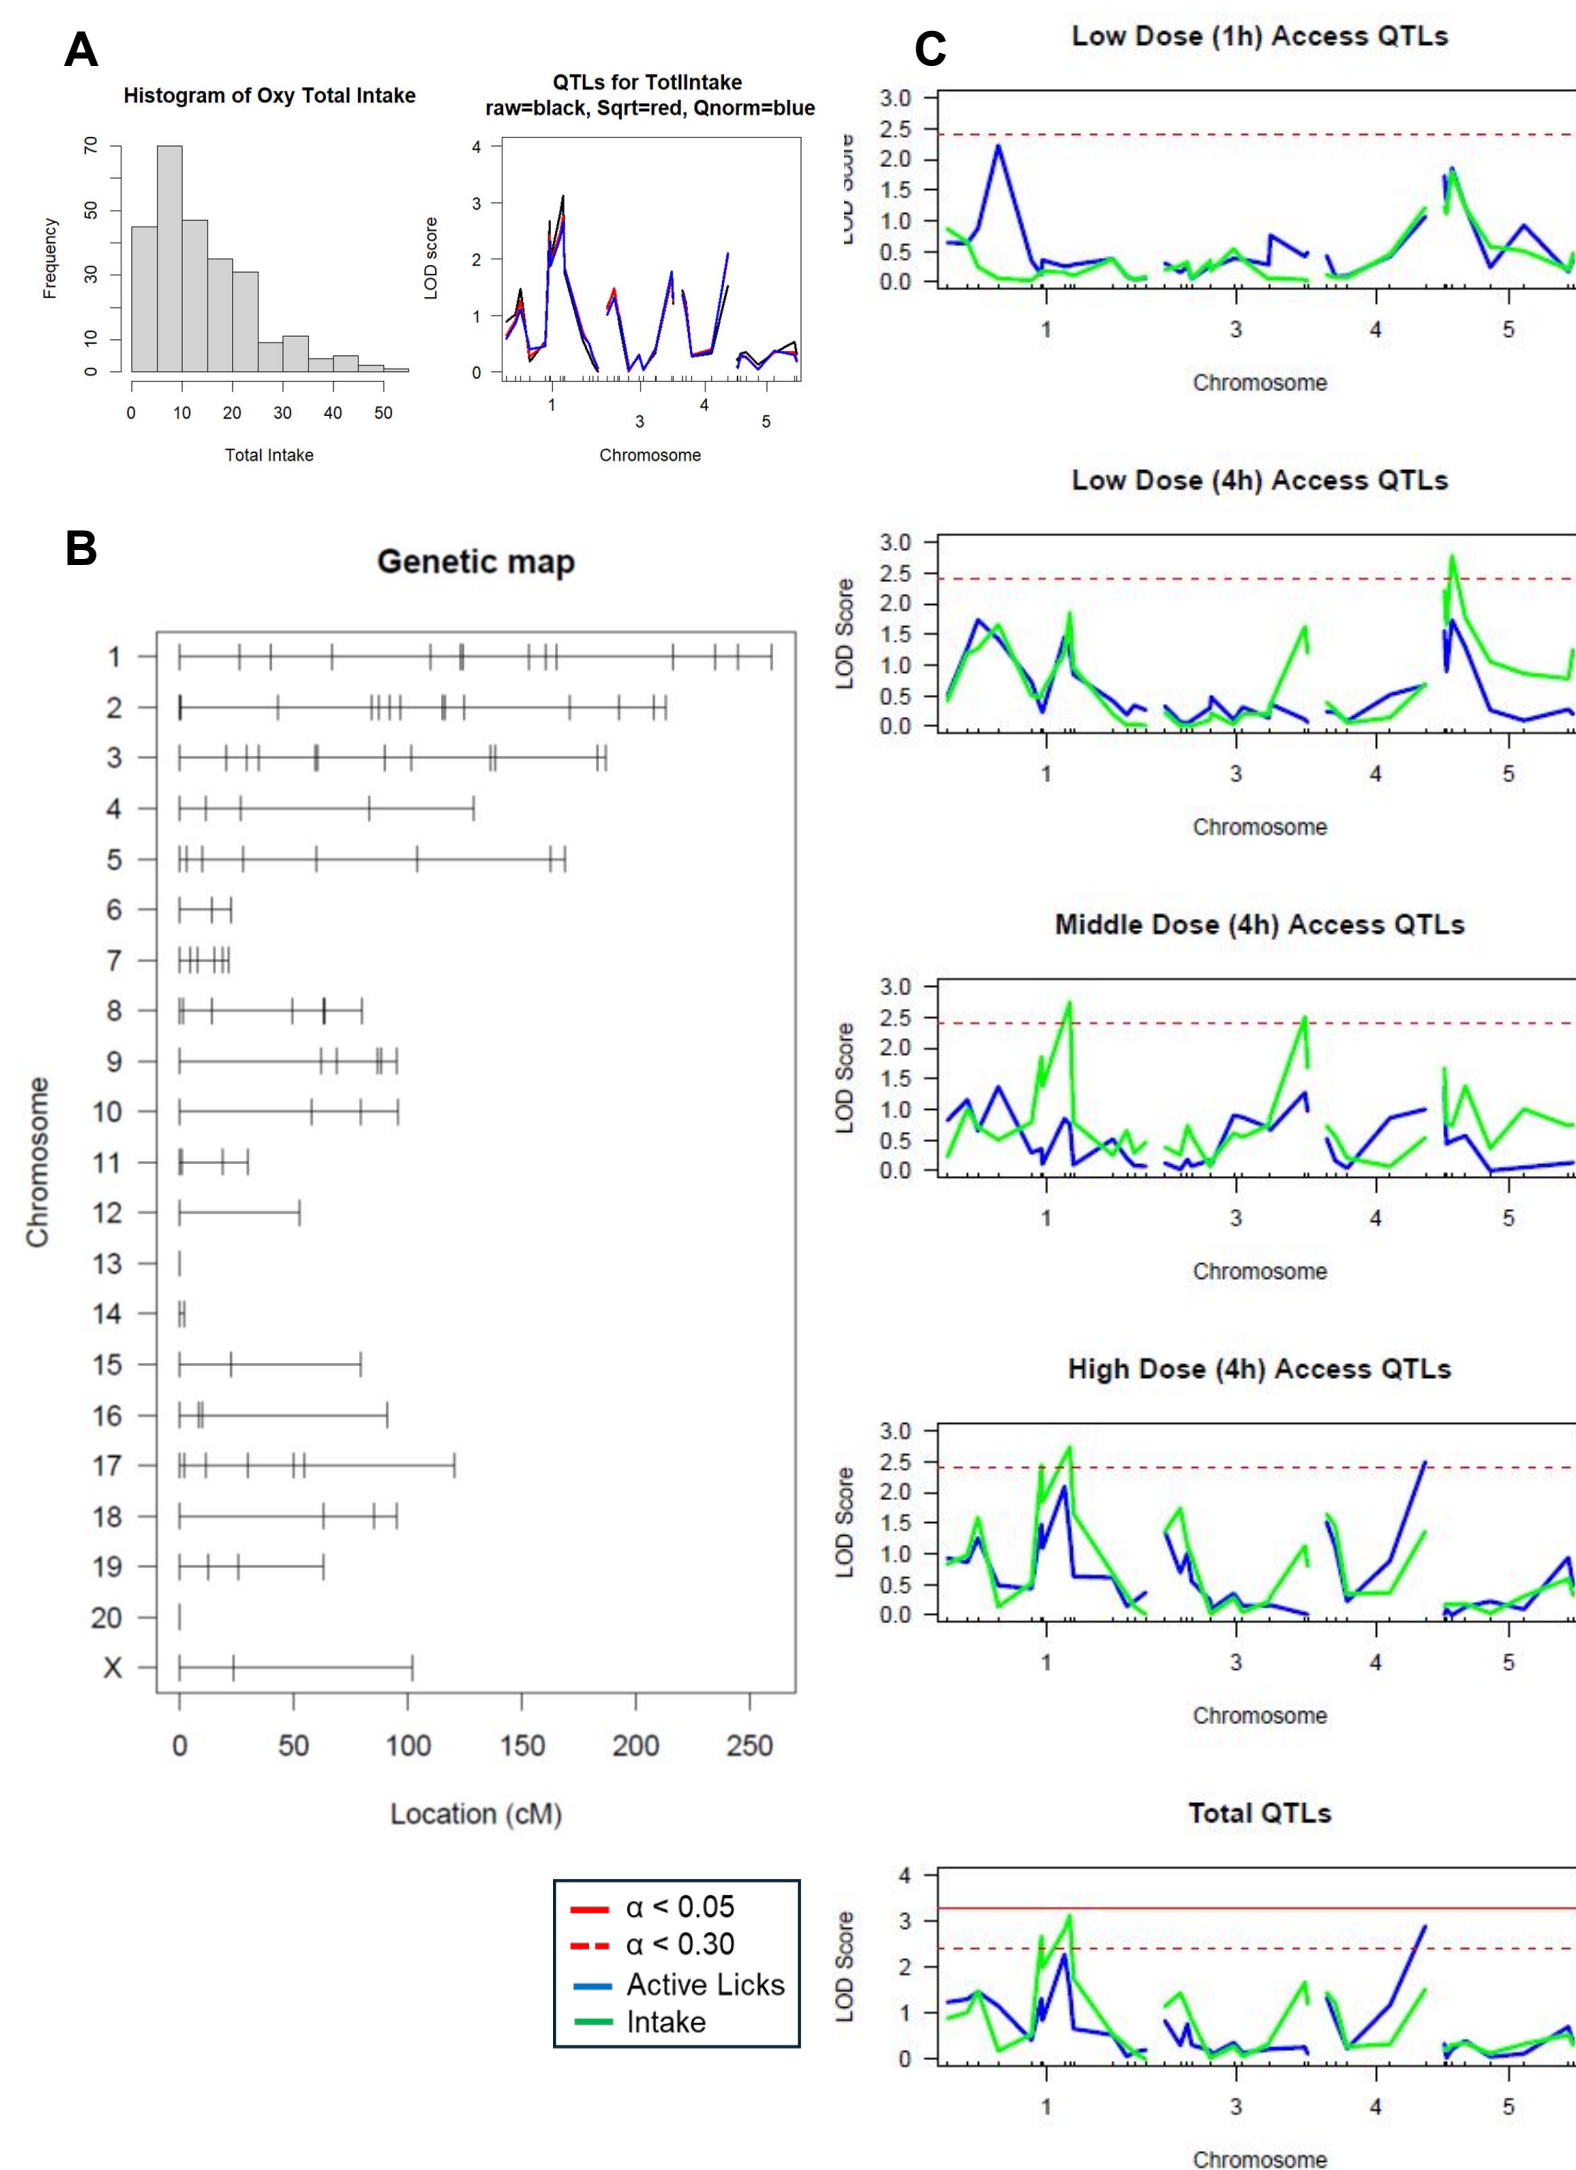 A
Histogram of Oxy Total Intake
Frequency
70
50
30
10
0
0 10 20 30 40 50
Total Intake
QTLs for TotlIntake
raw=black, Sqrt=red, Qnorm=blue
LOD score
4
3
2
1
0
1 3 4 5
Chromosome
B
Genetic map
Chromosome
1
2
3
4
5
6
7
8
9
10
11
12
13
14
15
16
17
18
19
20
X
0 50 100 150 200 250
Location (cM)
α < 0.05
α < 0.30
Active Licks
Intake
C
Low Dose (1h) Access QTLs
LOD Score
3.0
2.5
2.0
1.5
1.0
0.5
0.0
1 3 4 5
Chromosome
Low Dose (4h) Access QTLs
LOD Score
3.0
2.5
2.0
1.5
1.0
0.5
0.0
1 3 4 5
Chromosome
Middle Dose (4h) Access QTLs
LOD Score
3.0
2.5
2.0
1.5
1.0
0.5
0.0
1 3 4 5
Chromosome
High Dose (4h) Access QTLs
LOD Score
3.0
2.5
2.0
1.5
1.0
0.5
0.0
1 3 4 5
Chromosome
Total QTLs
LOD Score
4
3
2
1
0
1 3 4 5
Chromosome